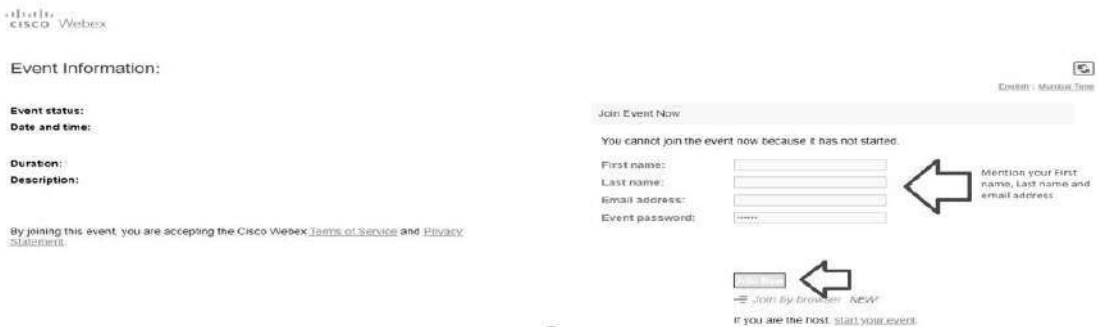 cisco Webex
Event Information:
English : Mumbai Time
Event status:
Date and time:
Duration:
Description:
By joining this event, you are accepting the Cisco Webex Terms of Service and Privacy
Statement.
Join Event Now
You cannot join the event now because it has not started.
First name:
Last name:
Email address:
Event password:
Mention your First
name, Last name and
email address
Join Now
Join by browser NEW!
If you are the host, start your event.